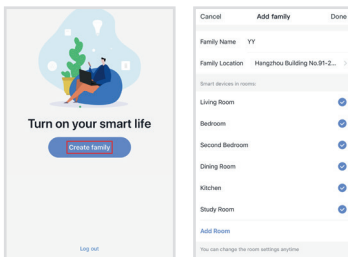 Turn on your smart life
Create family
Log out
Cancel
Add family
Done
Family Name
YY
Family Location
Hangzhou Building No.91-2...
Smart devices in rooms:
Living Room
Bedroom
Second Bedroom
Dining Room
Kitchen
Study Room
Add Room
You can change the room settings anytime